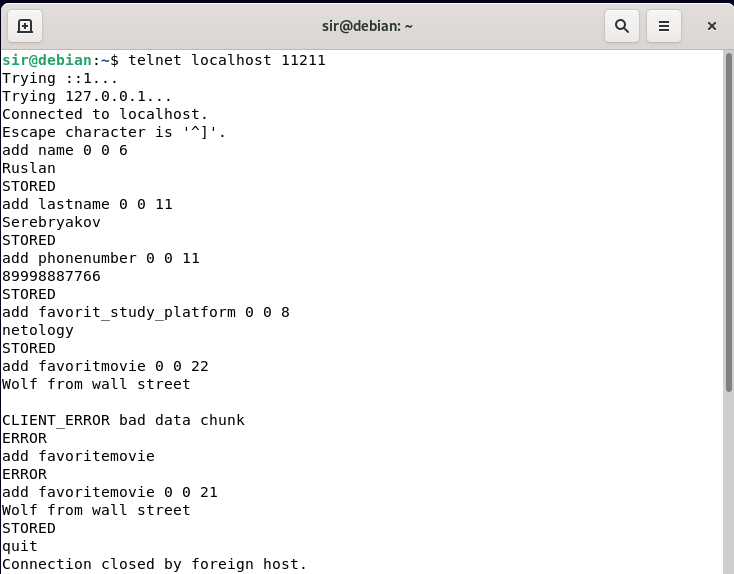 sir@debian: ~
sir@debian:~$ telnet localhost 11211
Trying ::1...
Trying 127.0.0.1...
Connected to localhost.
Escape character is '^]'.
add name 0 0 6
Ruslan
STORED
add lastname 0 0 11
Serebryakov
STORED
add phonenumber 0 0 11
89998887766
STORED
add favorit_study_platform 0 0 8
netology
STORED
add favoritmovie 0 0 22
Wolf from wall street

CLIENT_ERROR bad data chunk
ERROR
add favoritemovie
ERROR
add favoritemovie 0 0 21
Wolf from wall street
STORED
quit
Connection closed by foreign host.